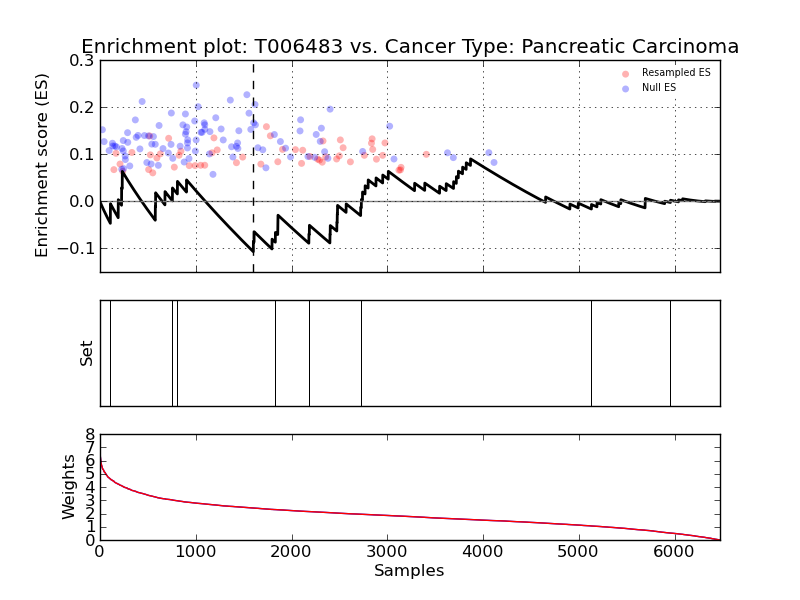 Enrichment plot: T006483 vs. Cancer Type: Pancreatic Carcinoma
Enrichment score (ES)
0.3
0.2
0.1
0.0
−0.1
Resampled ES
Null ES
Set
Weights
8
7
6
5
4
3
2
1
0
0 1000 2000 3000 4000 5000 6000
Samples